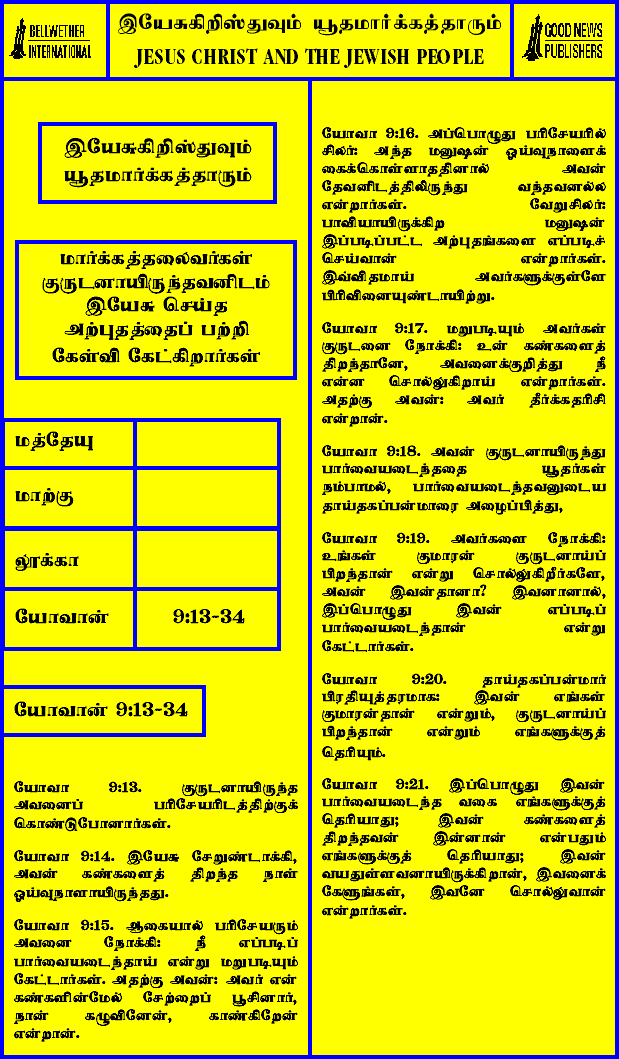 BELLWETHER
INTERNATIONAL
இயேசுகிறிஸ்துவும் யூதமார்க்கத்தாரும்
JESUS CHRIST AND THE JEWISH PEOPLE
GOOD NEWS
PUBLISHERS
இயேசுகிறிஸ்துவும்
யூதமார்க்கத்தாரும்
மார்க்கத்தலைவர்கள்
குருடனாயிருந்தவனிடம்
இயேசு செய்த
அற்புதத்தைப் பற்றி
கேள்வி கேட்கிறார்கள்
மத்தேயு
மாற்கு
லூக்கா
யோவான் 9:13-34
யோவான் 9:13-34
யோவா 9:13. குருடனாயிருந்த
அவனைப் பரிசேயரிடத்திற்குக்
கொண்டுபோனார்கள்.
யோவா 9:14. இயேசு சேறுண்டாக்கி,
அவன் கண்களைத் திறந்த நாள்
ஓய்வுநாளாயிருந்தது.
யோவா 9:15. ஆகையால் பரிசேயரும்
அவனை நோக்கி: நீ எப்படிப்
பார்வையடைந்தாய் என்று மறுபடியும்
கேட்டார்கள். அதற்கு அவன்: அவர் என்
கண்களின்மேல் சேற்றைப் பூசினார்,
நான் கழுவினேன், காண்கிறேன்
என்றான்.
யோவா 9:16. அப்பொழுது பரிசேயரில்
சிலர்: அந்த மனுஷன் ஓய்வுநாளைக்
கைக்கொள்ளாததினால் அவன்
தேவனிடத்திலிருந்து வந்தவனல்ல
என்றார்கள். வேறுசிலர்:
பாவியாயிருக்கிற மனுஷன்
இப்படிப்பட்ட அற்புதங்களை எப்படிச்
செய்வான் என்றார்கள்.
இவ்விதமாய் அவர்களுக்குள்ளே
பிரிவினையுண்டாயிற்று.
யோவா 9:17. மறுபடியும் அவர்கள்
குருடனை நோக்கி: உன் கண்களைத்
திறந்தானே, அவனைக்குறித்து நீ
என்ன சொல்லுகிறாய் என்றார்கள்.
அதற்கு அவன்: அவர் தீர்க்கதரிசி
என்றான்.
யோவா 9:18. அவன் குருடனாயிருந்து
பார்வையடைந்ததை யூதர்கள்
நம்பாமல், பார்வையடைந்தவனுடைய
தாய்தகப்பன்மாரை அழைப்பித்து,
யோவா 9:19. அவர்களை நோக்கி:
உங்கள் குமாரன் குருடனாய்ப்
பிறந்தான் என்று சொல்லுகிறீர்களே,
அவன் இவன்தானா? இவனானால்,
இப்பொழுது இவன் எப்படிப்
பார்வையடைந்தான் என்று
கேட்டார்கள்.
யோவா 9:20. தாய்தகப்பன்மார்
பிரதியுத்தரமாக: இவன் எங்கள்
குமாரன்தான் என்றும், குருடனாய்ப்
பிறந்தான் என்றும் எங்களுக்குத்
தெரியும்.
யோவா 9:21. இப்பொழுது இவன்
பார்வையடைந்த வகை எங்களுக்குத்
தெரியாது; இவன் கண்களைத்
திறந்தவன் இன்னான் என்பதும்
எங்களுக்குத் தெரியாது; இவன்
வயதுள்ளவனாயிருக்கிறான், இவனைக்
கேளுங்கள், இவனே சொல்லுவான்
என்றார்கள்.